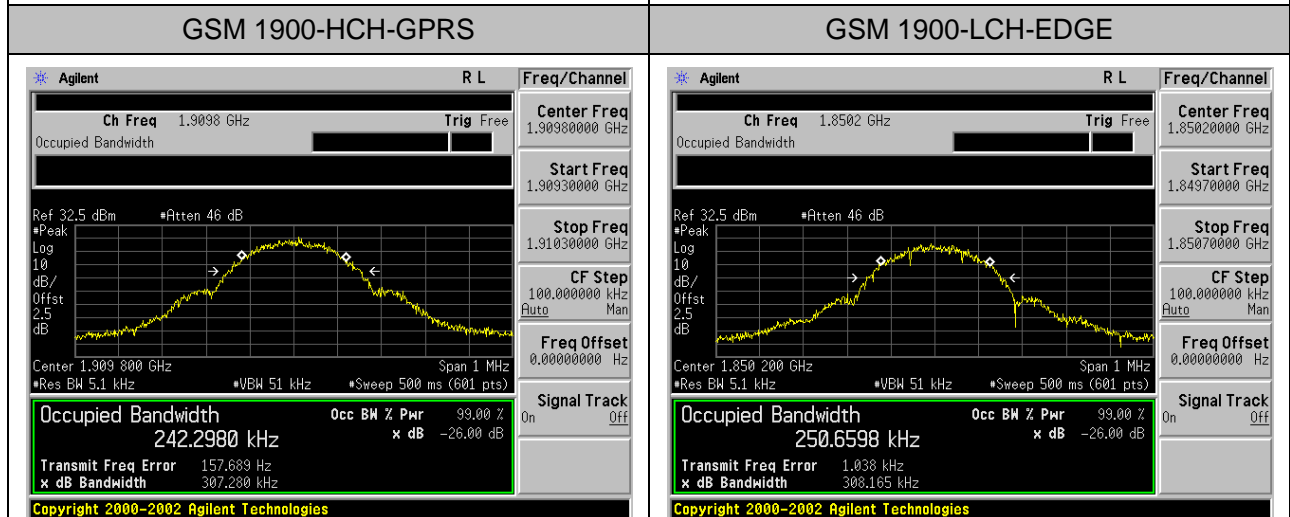 GSM 1900-HCH-GPRS
Agilent R L
Ch Freq 1.9098 GHz Trig Free
Occupied Bandwidth
Ref 32.5 dBm #Atten 46 dB
#Peak
Log
10
dB/
Offst
2.5
dB
Center 1.909 800 GHz Span 1 MHz
#Res BW 5.1 kHz #VBW 51 kHz #Sweep 500 ms (601 pts)
Occupied Bandwidth Occ BW % Pwr 99.00 %
242.2980 kHz x dB -26.00 dB
Transmit Freq Error 157.689 Hz
x dB Bandwidth 307.280 kHz
Copyright 2000-2002 Agilent Technologies
Freq/Channel
Center Freq
1.90980000 GHz
Start Freq
1.90930000 GHz
Stop Freq
1.91030000 GHz
CF Step
100.000000 kHz
Auto Man
Freq Offset
0.00000000 Hz
Signal Track
On Off
GSM 1900-LCH-EDGE
Agilent R L
Ch Freq 1.8502 GHz Trig Free
Occupied Bandwidth
Ref 32.5 dBm #Atten 46 dB
#Peak
Log
10
dB/
Offst
2.5
dB
Center 1.850 200 GHz Span 1 MHz
#Res BW 5.1 kHz #VBW 51 kHz #Sweep 500 ms (601 pts)
Occupied Bandwidth Occ BW % Pwr 99.00 %
250.6598 kHz x dB -26.00 dB
Transmit Freq Error 1.038 kHz
x dB Bandwidth 308.165 kHz
Copyright 2000-2002 Agilent Technologies
Freq/Channel
Center Freq
1.85020000 GHz
Start Freq
1.84970000 GHz
Stop Freq
1.85070000 GHz
CF Step
100.000000 kHz
Auto Man
Freq Offset
0.00000000 Hz
Signal Track
On Off